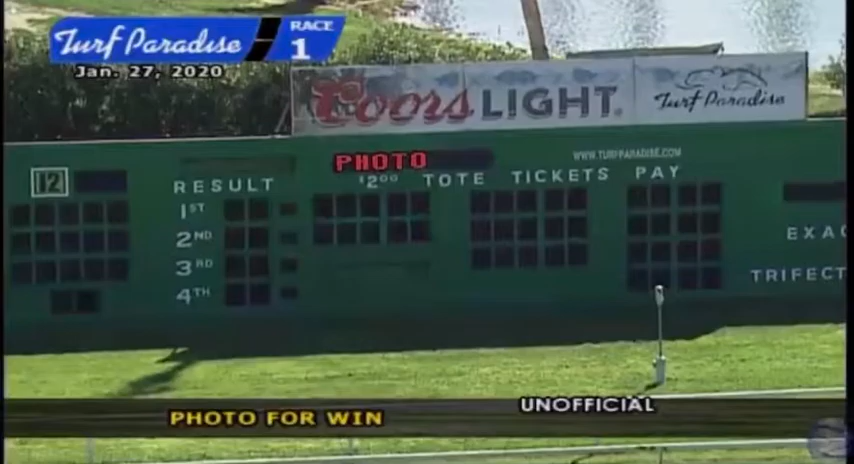 Turf Paradise
RACE
1
Jan. 27, 2020
Coors LIGHT
Turf Paradise
PHOTO
WWW.TURFPARADISE.COM
12
RESULT
$2.00 TOTE TICKETS PAY
1ST
2ND
3RD
4TH
EXAC
TRIFECT
PHOTO FOR WIN
UNOFFICIAL